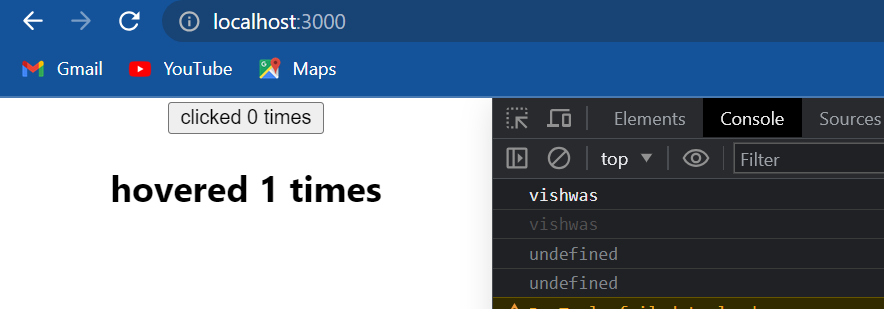 localhost:3000
Gmail YouTube Maps
clicked 0 times
hovered 1 times
Elements Console Sources
top Filter
vishwas
vishwas
undefined
undefined